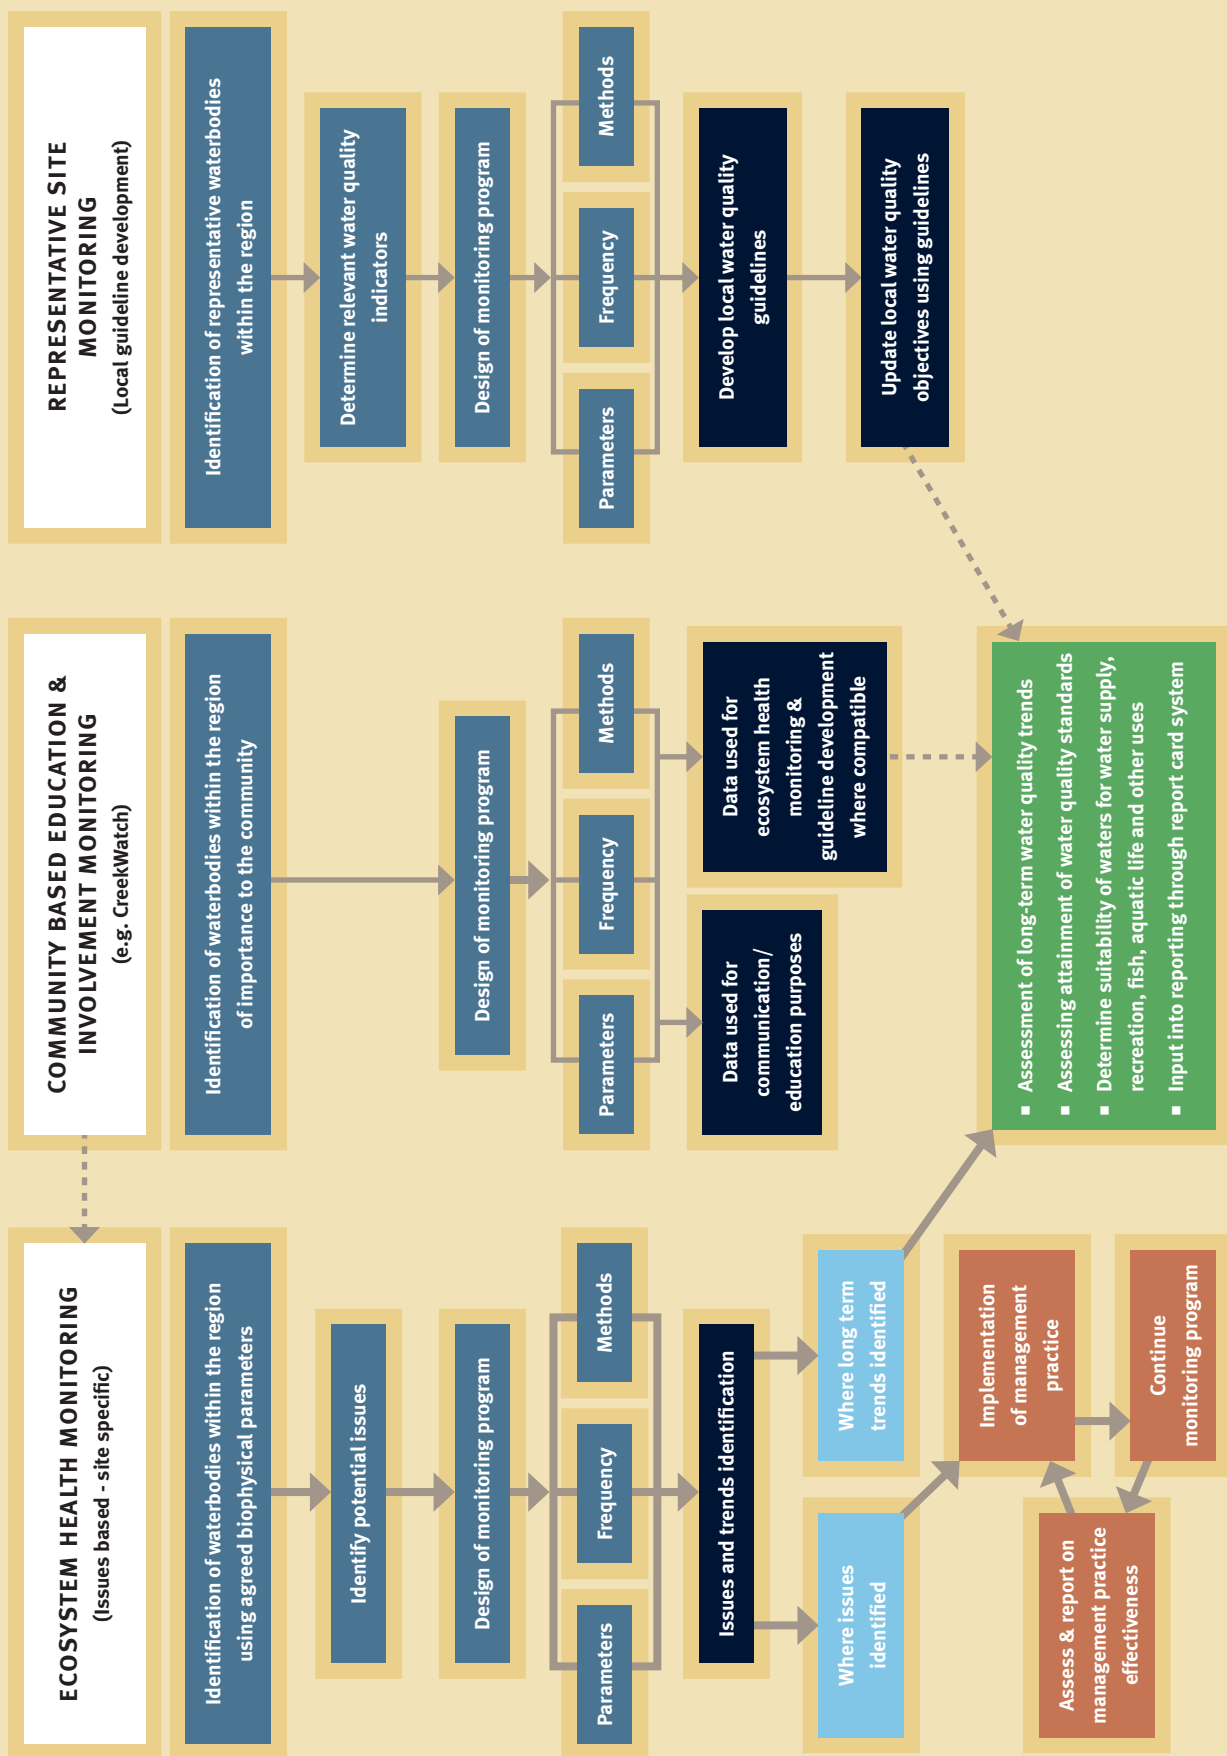 ECOSYSTEM HEALTH MONITORING
(Issues based - site specific)
Identification of waterbodies within the region
using agreed biophysical parameters
Identify potential issues
Design of monitoring program
Parameters
Frequency
Methods
Issues and trends identification
Where issues
identified
Where long term
trends identified
Implementation
of management
practice
Assess & report on
management practice
effectiveness
Continue
monitoring program
COMMUNITY BASED EDUCATION &
INVOLVEMENT MONITORING
(e.g. CreekWatch)
Identification of waterbodies within the region
of importance to the community
Design of monitoring program
Parameters
Frequency
Methods
Data used for
communication/
education purposes
Data used for
ecosystem health
monitoring &
guideline development
where compatible
▪ Assessment of long-term water quality trends
▪ Assessing attainment of water quality standards
▪ Determine suitability of waters for water supply,
recreation, fish, aquatic life and other uses
▪ Input into reporting through report card system
REPRESENTATIVE SITE
MONITORING
(Local guideline development)
Identification of representative waterbodies
within the region
Determine relevant water quality
indicators
Design of monitoring program
Parameters
Frequency
Methods
Develop local water quality
guidelines
Update local water quality
objectives using guidelines